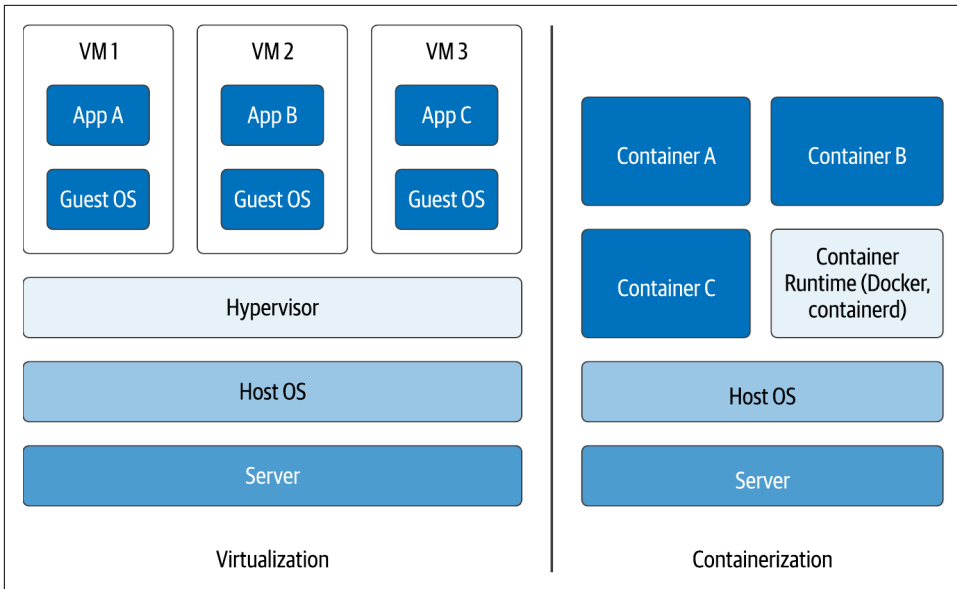 VM 1
VM 2
VM 3
App A
App B
App C
Guest OS
Guest OS
Guest OS
Hypervisor
Host OS
Server
Virtualization
Container A
Container B
Container C
Container
Runtime (Docker,
containerd)
Host OS
Server
Containerization